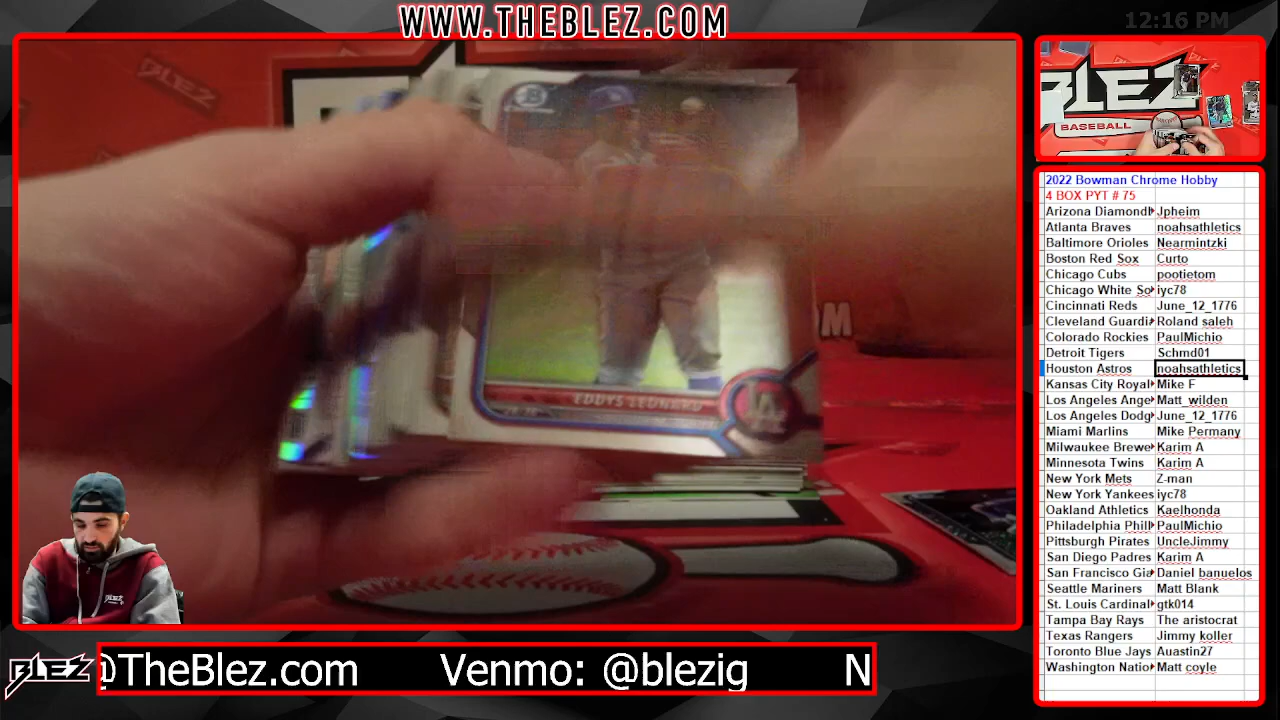 WWW.THEBLEZ.COM
12:16 PM
BLEZ
BASEBALL
2022 Bowman Chrome Hobby
4 BOX PYT # 75
Arizona Diamondl Jpheim
Atlanta Braves noahsathletics
Baltimore Orioles Nearmintzki
Boston Red Sox Curto
Chicago Cubs pootietom
Chicago White So iyc78
Cincinnati Reds June_12_1776
Cleveland Guardi Roland saleh
Colorado Rockies PaulMichio
Detroit Tigers Schmd01
Houston Astros noahsathletics
Kansas City Royal Mike F
Los Angeles Ange Matt_wilden
Los Angeles Dodg June_12_1776
Miami Marlins Mike Permany
Milwaukee Brewe Karim A
Minnesota Twins Karim A
New York Mets Z-man
New York Yankees iyc78
Oakland Athletics Kaelhonda
Philadelphia Phill PaulMichio
Pittsburgh Pirates UncleJimmy
San Diego Padres Karim A
San Francisco Gia Daniel banuelos
Seattle Mariners Matt Blank
St. Louis Cardinal gtk014
Tampa Bay Rays The aristocrat
Texas Rangers Jimmy koller
Toronto Blue Jays Auastin27
Washington Natio Matt coyle
BLEZ
B
EDDYS LEONARD
LA
M
BLEZ
@TheBlez.com Venmo: @blezig N